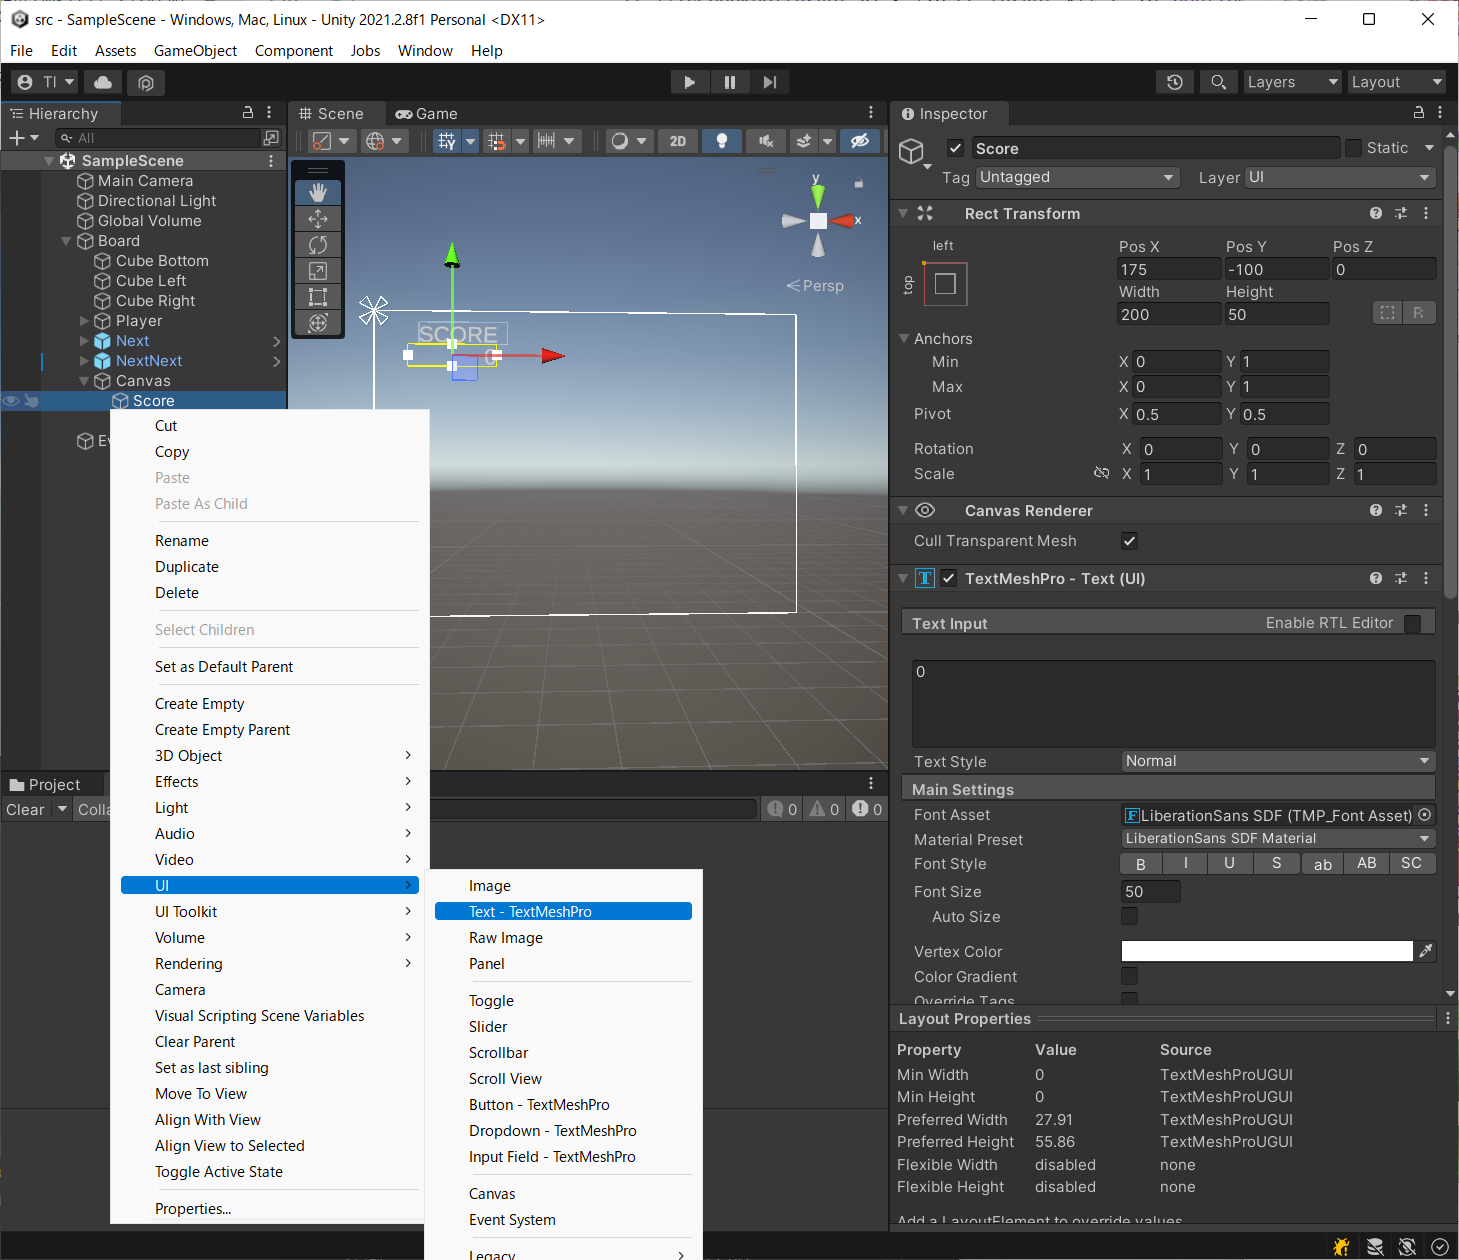 src - SampleScene - Windows, Mac, Linux - Unity 2021.2.8f1 Personal <DX11>
File Edit Assets GameObject Component Jobs Window Help
TI
Layers
Layout
Hierarchy
All
SampleScene
Main Camera
Directional Light
Global Volume
Board
Cube Bottom
Cube Left
Cube Right
Player
Next
NextNext
Canvas
Score
Cut
Copy
Paste
Paste As Child
Rename
Duplicate
Delete
Select Children
Set as Default Parent
Create Empty
Create Empty Parent
3D Object
Effects
Light
Audio
Video
UI
UI Toolkit
Volume
Rendering
Camera
Visual Scripting Scene Variables
Clear Parent
Set as last sibling
Move To View
Align With View
Align View to Selected
Toggle Active State
Properties...
Image
Text - TextMeshPro
Raw Image
Panel
Toggle
Slider
Scrollbar
Scroll View
Button - TextMeshPro
Dropdown - TextMeshPro
Input Field - TextMeshPro
Canvas
Event System
Legacy
Scene Game
2D
y
x
Persp
SCORE
0
Project
Clear
0 0 0
Inspector
Score
Static
Tag Untagged Layer UI
Rect Transform
left
top
Pos X Pos Y Pos Z
175 -100 0
Width Height
200 50
R
Anchors
Min X 0 Y 1
Max X 0 Y 1
Pivot X 0.5 Y 0.5
Rotation X 0 Y 0 Z 0
Scale X 1 Y 1 Z 1
Canvas Renderer
Cull Transparent Mesh
TextMeshPro - Text (UI)
Text Input Enable RTL Editor
0
Text Style Normal
Main Settings
Font Asset LiberationSans SDF (TMP_Font Asset)
Material Preset LiberationSans SDF Material
Font Style B I U S ab AB SC
Font Size 50
Auto Size
Vertex Color
Color Gradient
Override Tags
Layout Properties
Property Value Source
Min Width 0 TextMeshProUGUI
Min Height 0 TextMeshProUGUI
Preferred Width 27.91 TextMeshProUGUI
Preferred Height 55.86 TextMeshProUGUI
Flexible Width disabled none
Flexible Height disabled none
Add a LayoutElement to override values